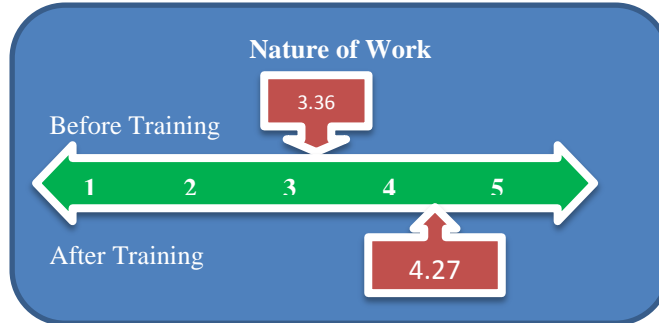 Nature of Work
3.36
Before Training
1 2 3 4 5
After Training
4.27